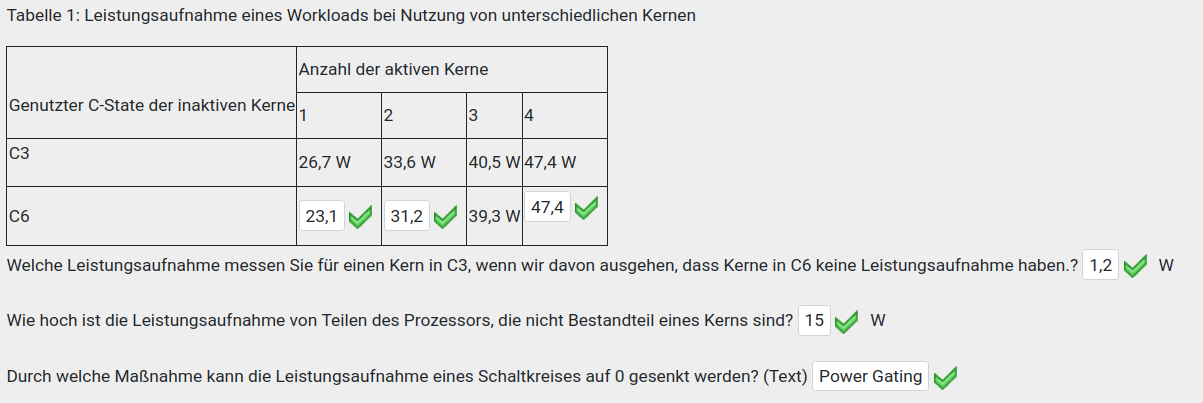 Tabelle 1: Leistungsaufnahme eines Workloads bei Nutzung von unterschiedlichen Kernen
Genutzter C-State der inaktiven Kerne
Anzahl der aktiven Kerne
1 2 3 4
C3 26,7 W 33,6 W 40,5 W 47,4 W
C6 23,1 31,2 39,3 W 47,4
Welche Leistungsaufnahme messen Sie für einen Kern in C3, wenn wir davon ausgehen, dass Kerne in C6 keine Leistungsaufnahme haben.? 1,2 W
Wie hoch ist die Leistungsaufnahme von Teilen des Prozessors, die nicht Bestandteil eines Kerns sind? 15 W
Durch welche Maßnahme kann die Leistungsaufnahme eines Schaltkreises auf 0 gesenkt werden? (Text) Power Gating